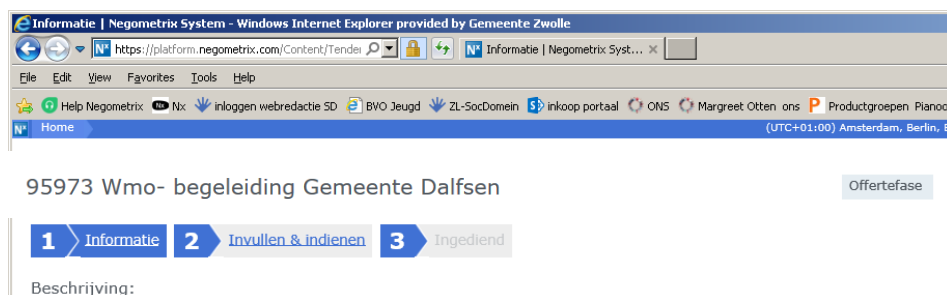 Informatie | Negometrix System - Windows Internet Explorer provided by Gemeente Zwolle
https://platform.negometrix.com/Content/Tender Informatie | Negometrix Syst...
File Edit View Favorites Tools Help
Help Negometrix Nx inloggen webredactie SD BVO Jeugd ZL-SocDomein inkoop portaal ONS Margreet Otten ons Productgroepen Pianoo
Home (UTC+01:00) Amsterdam, Berlin,
95973 Wmo- begeleiding Gemeente Dalfsen Offertefase
1 Informatie 2 Invullen & indienen 3 Ingediend
Beschrijving: